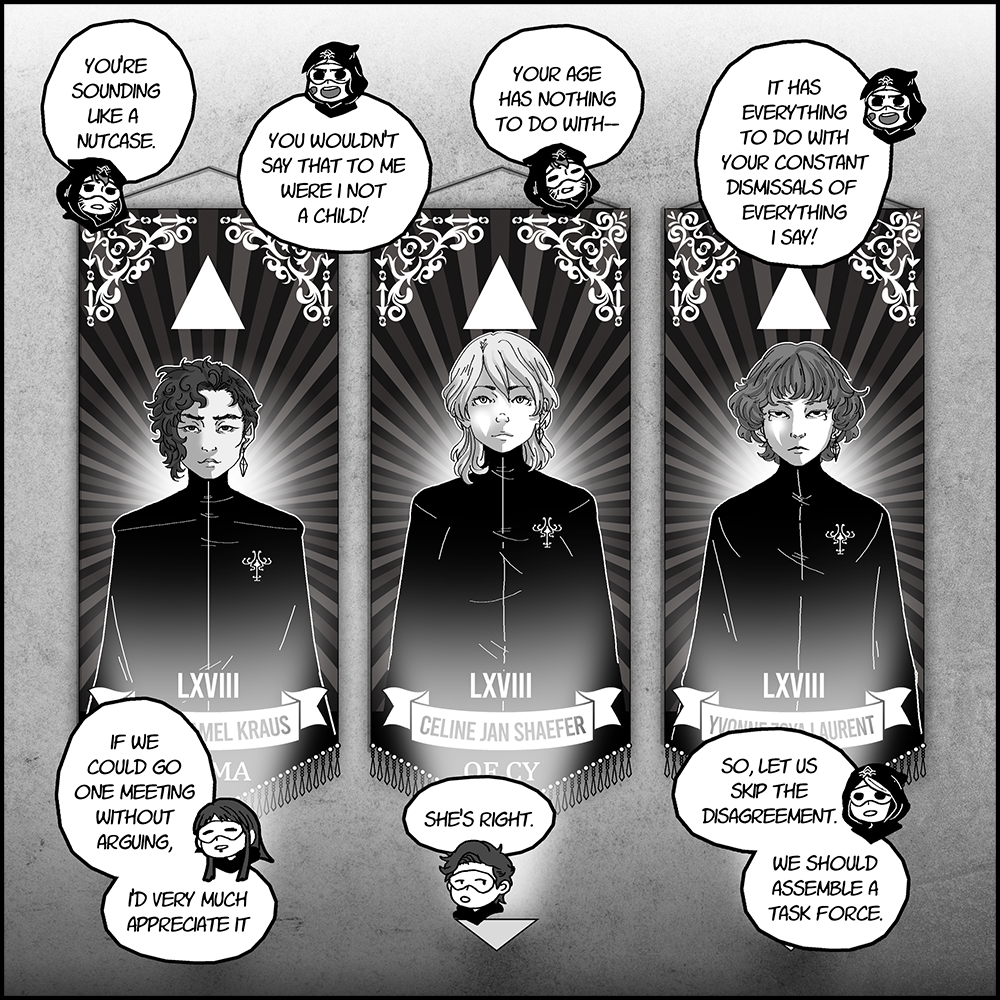 YOU'RE
SOUNDING
LIKE A
NUTCASE.
YOU WOULDN'T
SAY THAT TO ME
WERE I NOT
A CHILD!
YOUR AGE
HAS NOTHING
TO DO WITH--
IT HAS
EVERYTHING
TO DO WITH
YOUR CONSTANT
DISMISSALS OF
EVERYTHING
I SAY!
LXVIII
KRAUS
LXVIII
CELINE JAN SHAEFER
OF CY
LXVIII
YVONNE ZOYA LAURENT
IF WE
COULD GO
ONE MEETING
WITHOUT
ARGUING,
I'D VERY MUCH
APPRECIATE IT
SHE'S RIGHT.
SO, LET US
SKIP THE
DISAGREEMENT.
WE SHOULD
ASSEMBLE A
TASK FORCE.